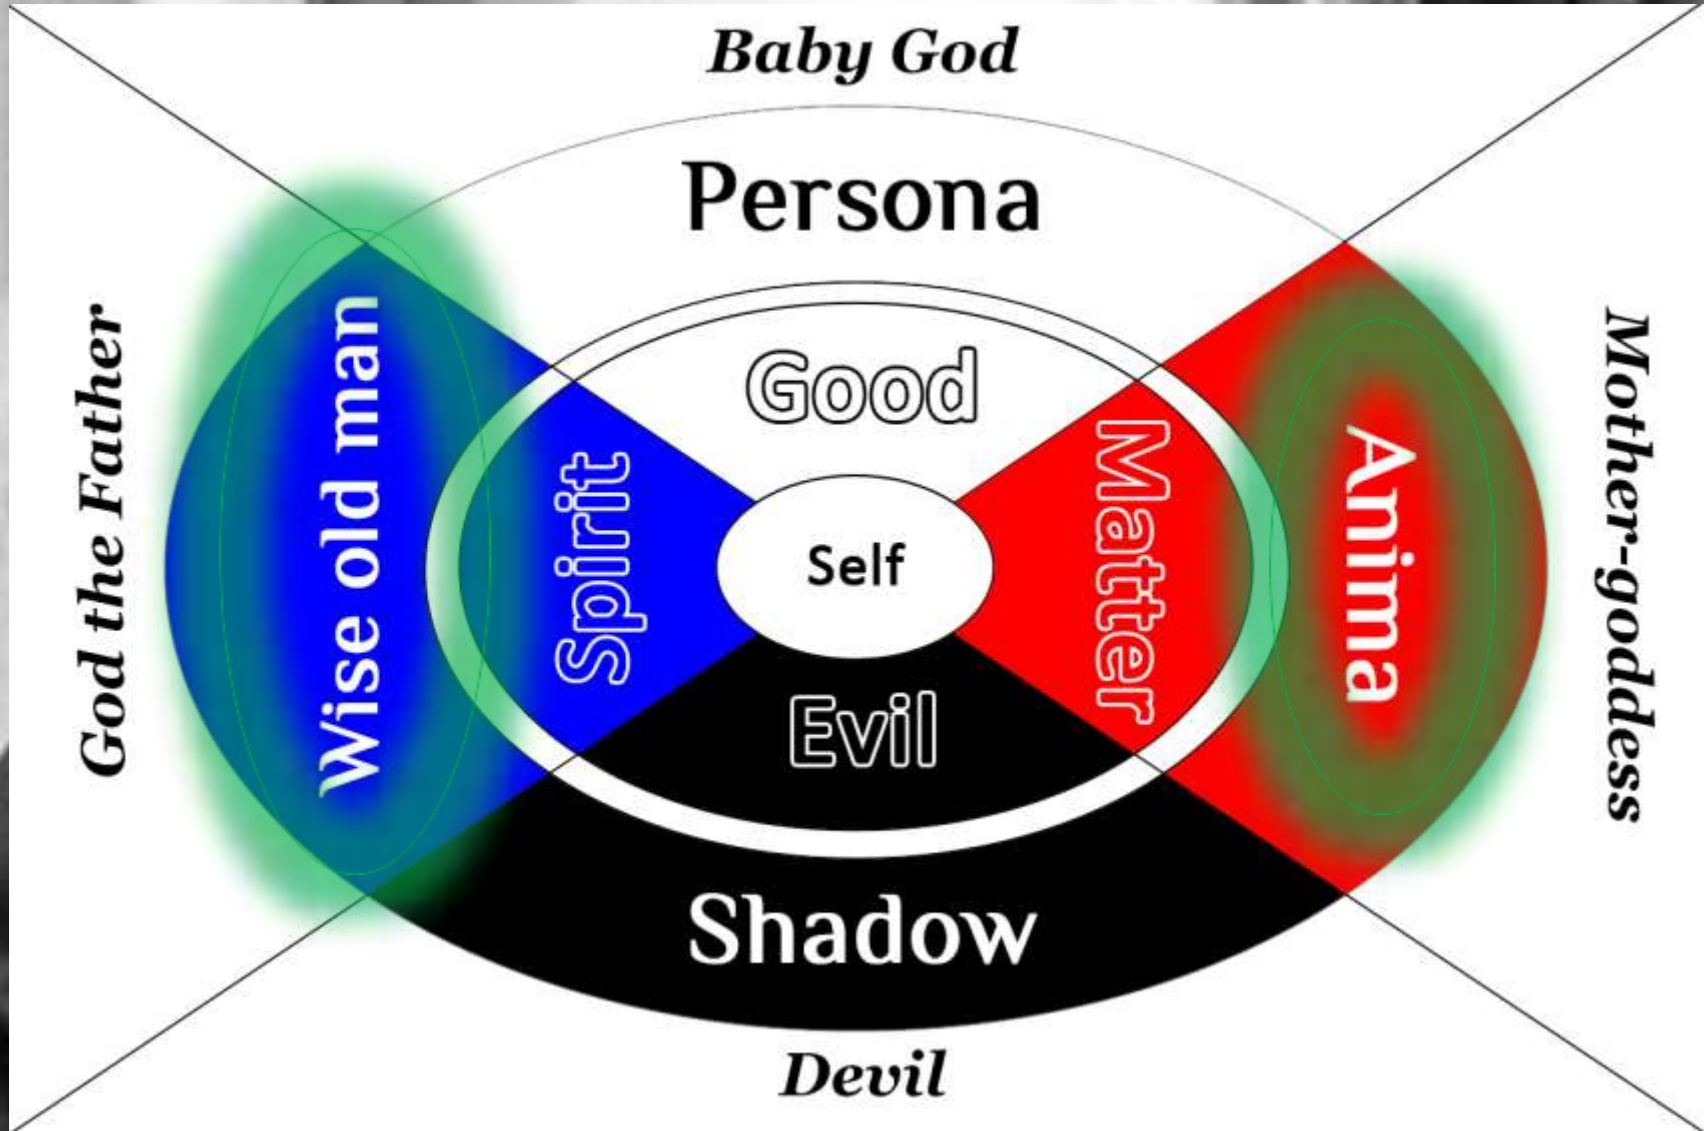 Baby God
Persona
Good
God the Father
Wise old man
Spirit
Self
Matter
Anima
Mother-goddess
Evil
Shadow
Devil